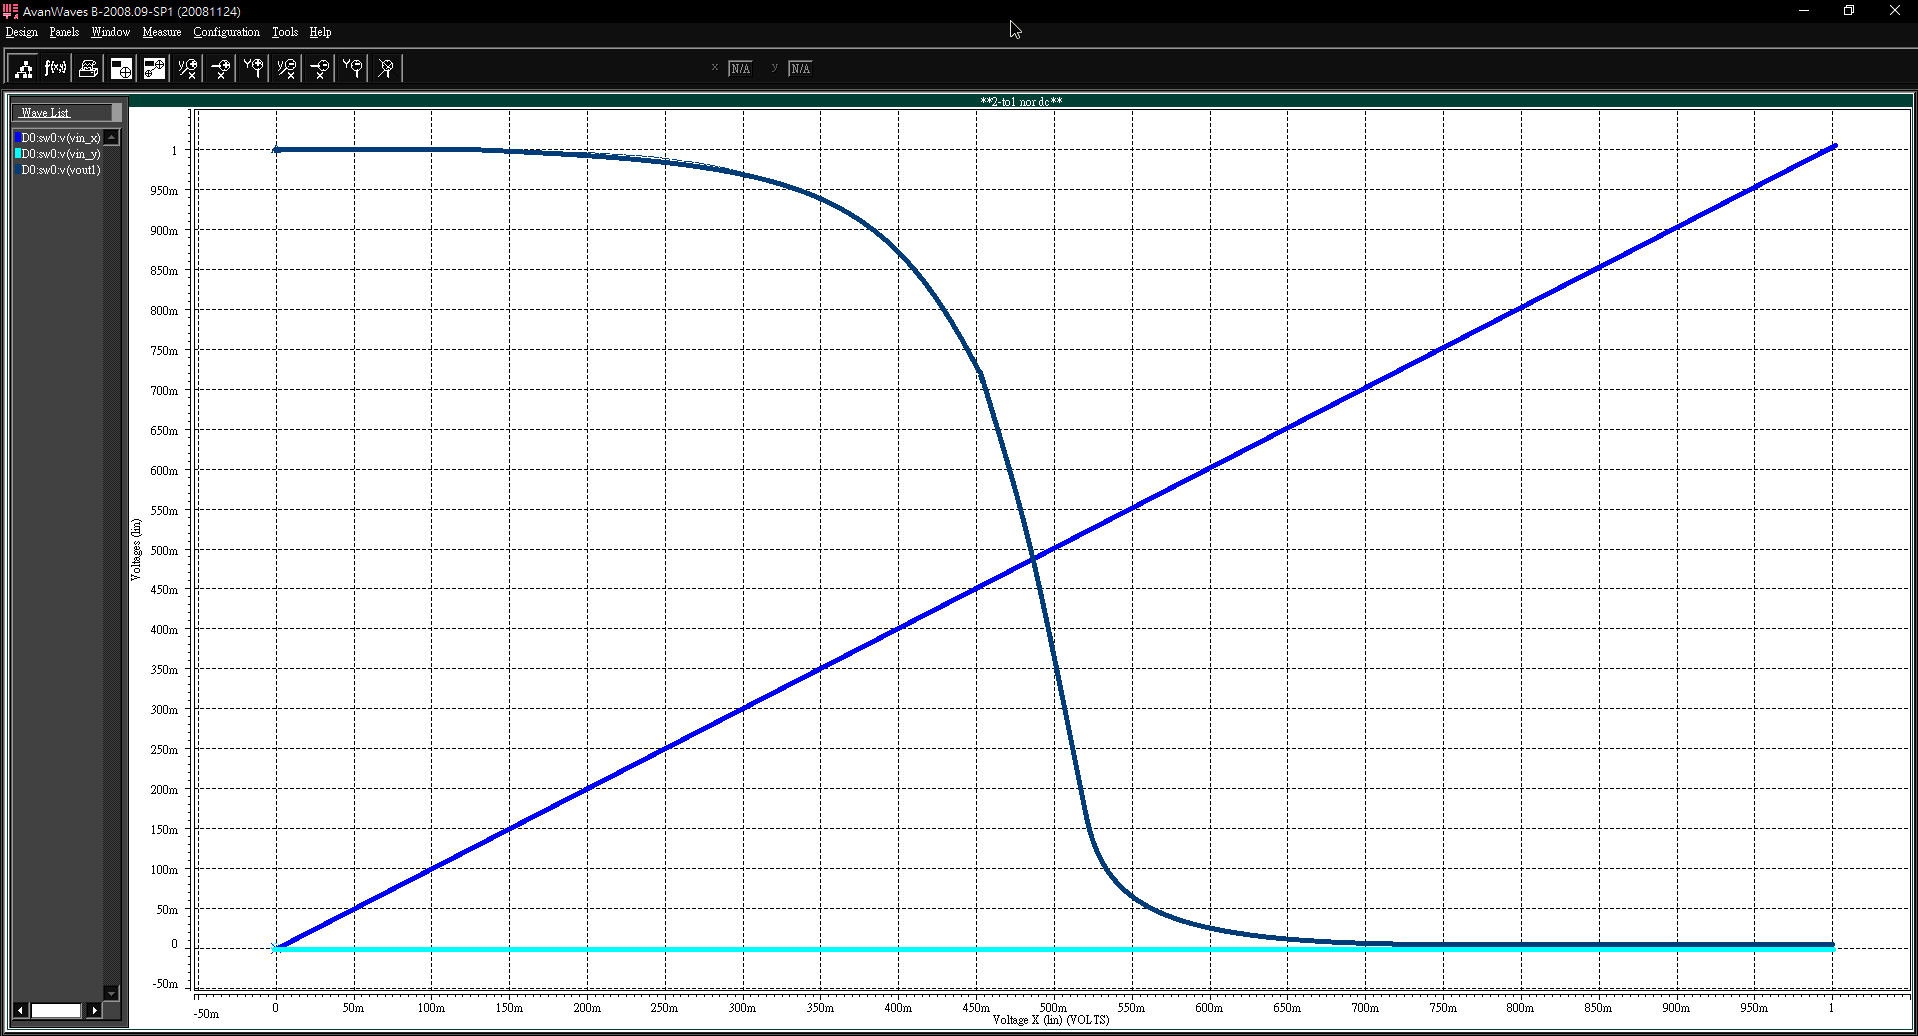 AvanWaves B-2008.09-SP1 (20081124)
Design Panels Window Measure Configuration Tools Help
f(x) x N/A y N/A
**2-to1 nor dc**
Wave List
D0:sw0:v(vin_x)
D0:sw0:v(vin_y)
D0:sw0:v(vout1)
Voltages (lin)
1
950m
900m
850m
800m
750m
700m
650m
600m
550m
500m
450m
400m
350m
300m
250m
200m
150m
100m
50m
0
-50m
-50m 0 50m 100m 150m 200m 250m 300m 350m 400m 450m 500m 550m 600m 650m 700m 750m 800m 850m 900m 950m 1
Voltage X (lin) (VOLTS)